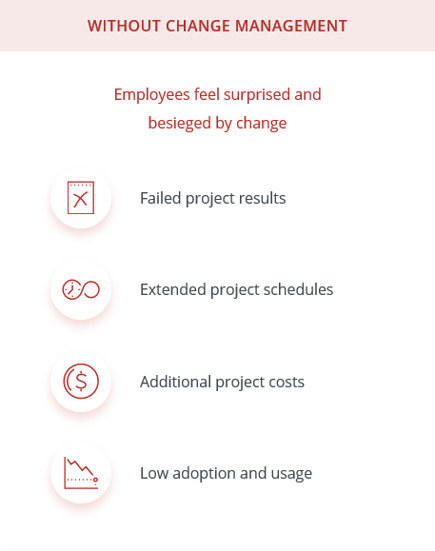 WITHOUT CHANGE MANAGEMENT
Employees feel surprised and
besieged by change
Failed project results
Extended project schedules
Additional project costs
Low adoption and usage